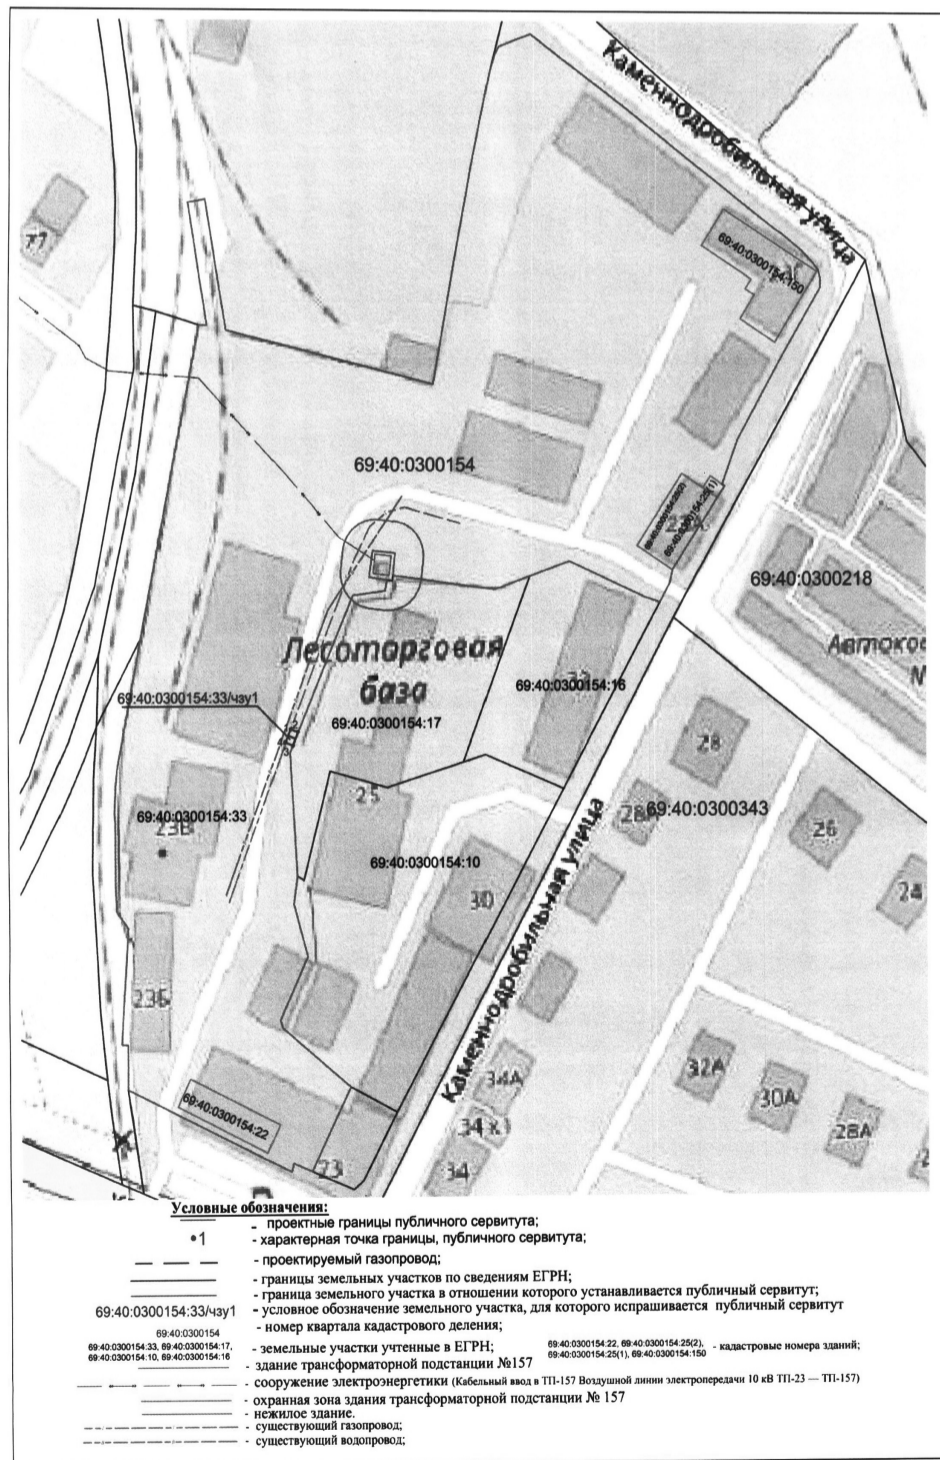 Каменнодробильная улица
77
69:40:0300154:150
69:40:0300154
69:40:0300154:25(2)
69:40:0300154:25(1)
69:40:0300218
Лесоторговая
база
69:40:0300154:33/чзу1
69:40:0300154:16
69:40:0300154:17
28
25
28А
69:40:0300343
69:40:0300154:33
23В
26
69:40:0300154:10
30
24
Каменнодробильная улица
23Б
32А
34А
30А
34 к1
28А
69:40:0300154:22
23
34
Условные обозначения:
- проектные границы публичного сервитута;
•1 - характерная точка границы, публичного сервитута;
- проектируемый газопровод;
- границы земельных участков по сведениям ЕГРН;
- граница земельного участка в отношении которого устанавливается публичный сервитут;
69:40:0300154:33/чзу1 - условное обозначение земельного участка, для которого испрашивается публичный сервитут
69:40:0300154 - номер квартала кадастрового деления;
69:40:0300154:33, 69:40:0300154:17, - земельные участки учтенные в ЕГРН; 69:40:0300154:22, 69:40:0300154:25(2), - кадастровые номера зданий;
69:40:0300154:10, 69:40:0300154:16 69:40:0300154:25(1), 69:40:0300154:150
- здание трансформаторной подстанции №157
- сооружение электроэнергетики (Кабельный ввод в ТП-157 Воздушной линии электропередачи 10 кВ ТП-23 — ТП-157)
- охранная зона здания трансформаторной подстанции № 157
- нежилое здание.
- существующий газопровод;
- существующий водопровод;